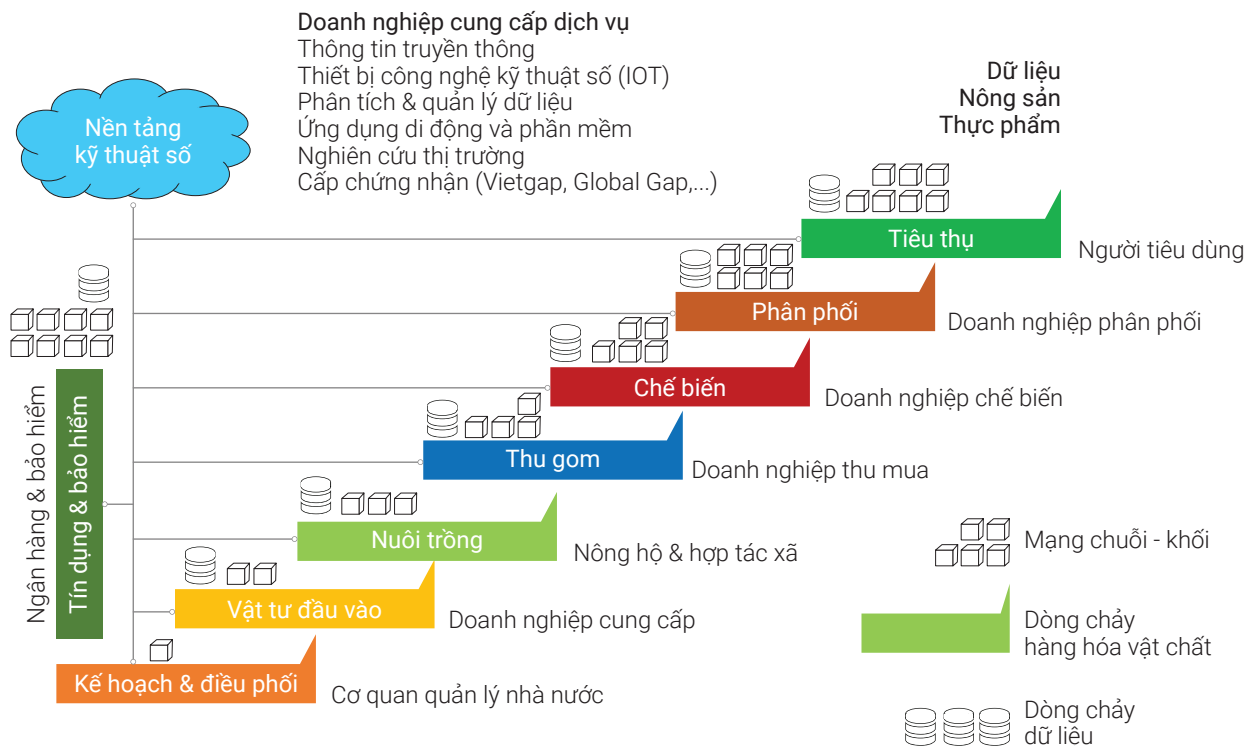 Doanh nghiệp cung cấp dịch vụ
Thông tin truyền thông
Thiết bị công nghệ kỹ thuật số (IOT)
Phân tích & quản lý dữ liệu
Ứng dụng di động và phần mềm
Nghiên cứu thị trường
Cấp chứng nhận (Vietgap, Global Gap,...)
Dữ liệu
Nông sản
Thực phẩm
Nền tảng
kỹ thuật số
Tiêu thụ
Người tiêu dùng
Phân phối
Doanh nghiệp phân phối
Chế biến
Doanh nghiệp chế biến
Thu gom
Doanh nghiệp thu mua
Nuôi trồng
Nông hộ & hợp tác xã
Vật tư đầu vào
Doanh nghiệp cung cấp
Kế hoạch & điều phối
Cơ quan quản lý nhà nước
Ngân hàng & bảo hiểm
Tín dụng & bảo hiểm
Mạng chuỗi - khối
Dòng chảy
hàng hóa vật chất
Dòng chảy
dữ liệu